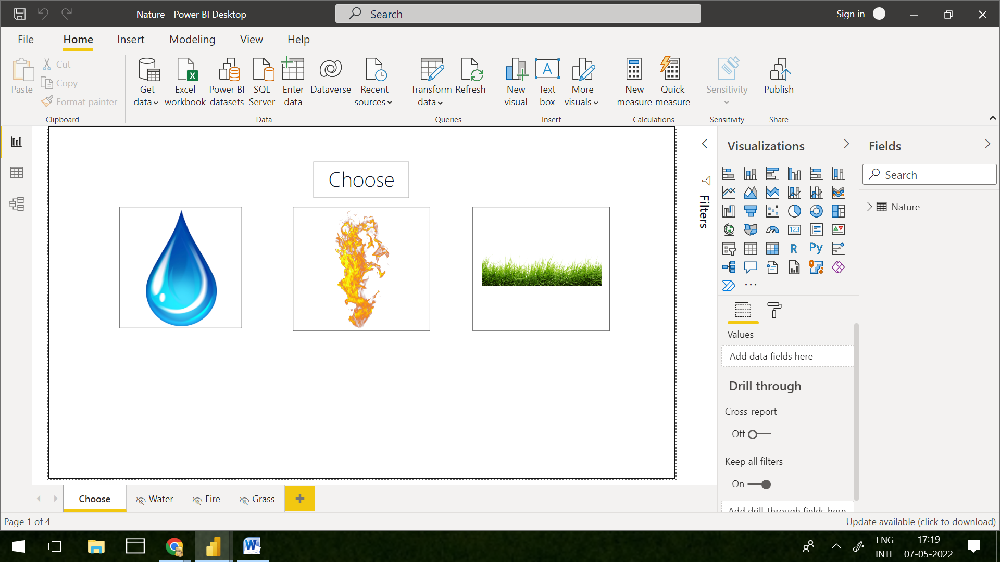 Nature - Power BI Desktop
Search
Sign in
File
Home
Insert
Modeling
View
Help
Paste
Cut
Copy
Format painter
Clipboard
Get data
Excel workbook
Power BI datasets
SQL Server
Enter data
Dataverse
Recent sources
Data
Transform data
Refresh
Queries
New visual
Text box
More visuals
Insert
New measure
Quick measure
Calculations
Sensitivity
Sensitivity
Publish
Share
Choose
Filters
Visualizations
R
Py
123
Values
Add data fields here
Drill through
Cross-report
Off
Keep all filters
On
Add drill-through fields here
Fields
Search
Nature
Choose
Water
Fire
Grass
Page 1 of 4
Update available (click to download)
ENG
INTL
17:19
07-05-2022